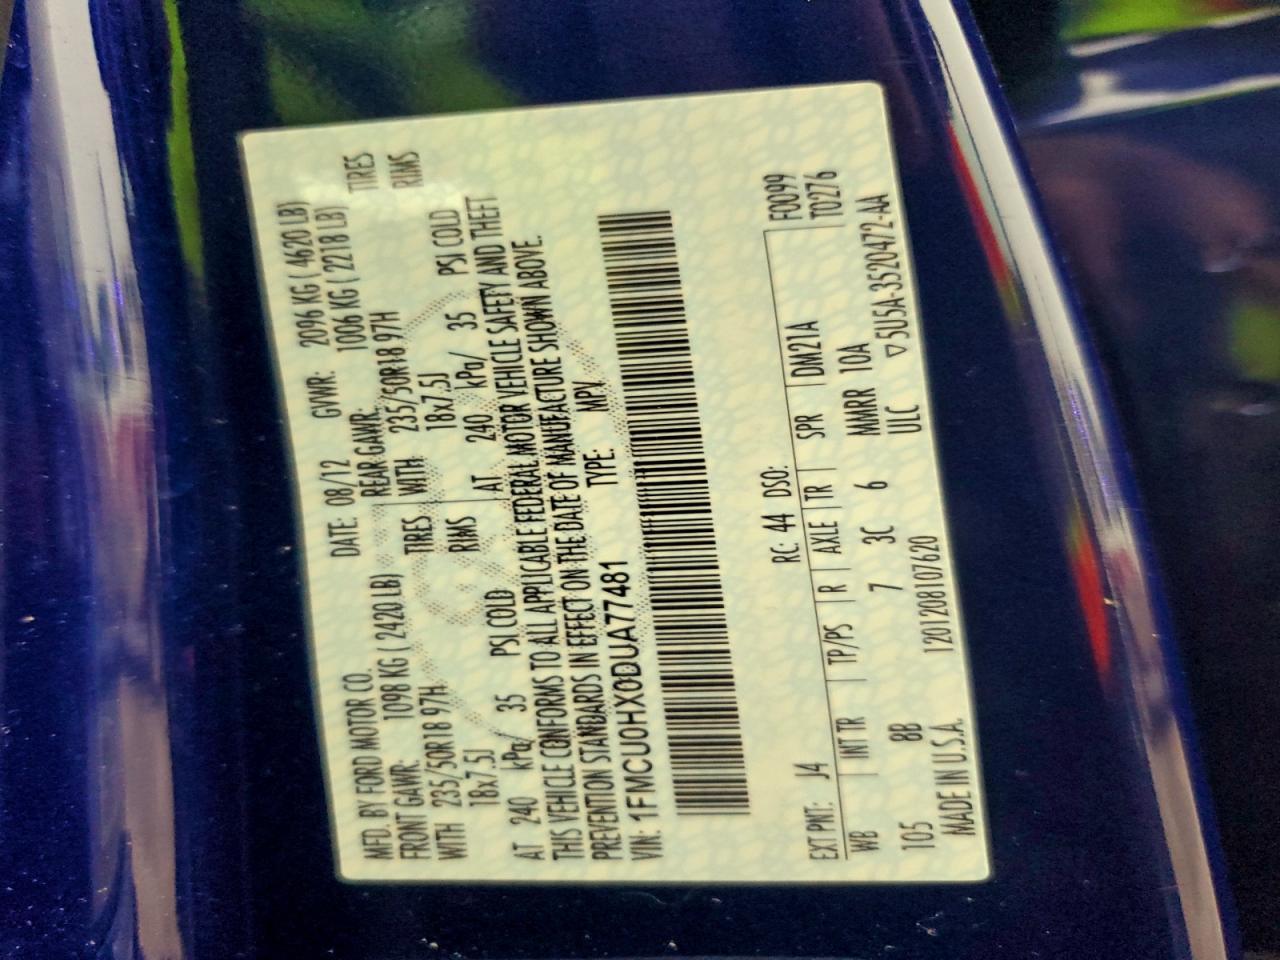 MFD. BY FORD MOTOR CO. DATE: 08/12 GVWR: 2096 KG ( 4620 LB)
FRONT GAWR: 1098 KG ( 2420 LB) REAR GAWR: 1006 KG ( 2218 LB)
WITH 235/50R18 97H TIRES WITH 235/50R18 97H TIRES
18x7.5J RIMS 18x7.5J RIMS
AT 240 kPa/ 35 PSI COLD AT 240 kPa/ 35 PSI COLD
THIS VEHICLE CONFORMS TO ALL APPLICABLE FEDERAL MOTOR VEHICLE SAFETY AND THEFT
PREVENTION STANDARDS IN EFFECT ON THE DATE OF MANUFACTURE SHOWN ABOVE.
VIN: 1FMCU0HX0DUA77481 TYPE: MPV
F0099
T0276
EXT PNT: J4 RC: 44 DSO:
WB INT TR TP/PS R AXLE TR SPR DM21A
105 8B 7 3C 6 MMRR 10A
ULC ▽5U5A-3520472-AA
MADE IN U.S.A. 1201208107620